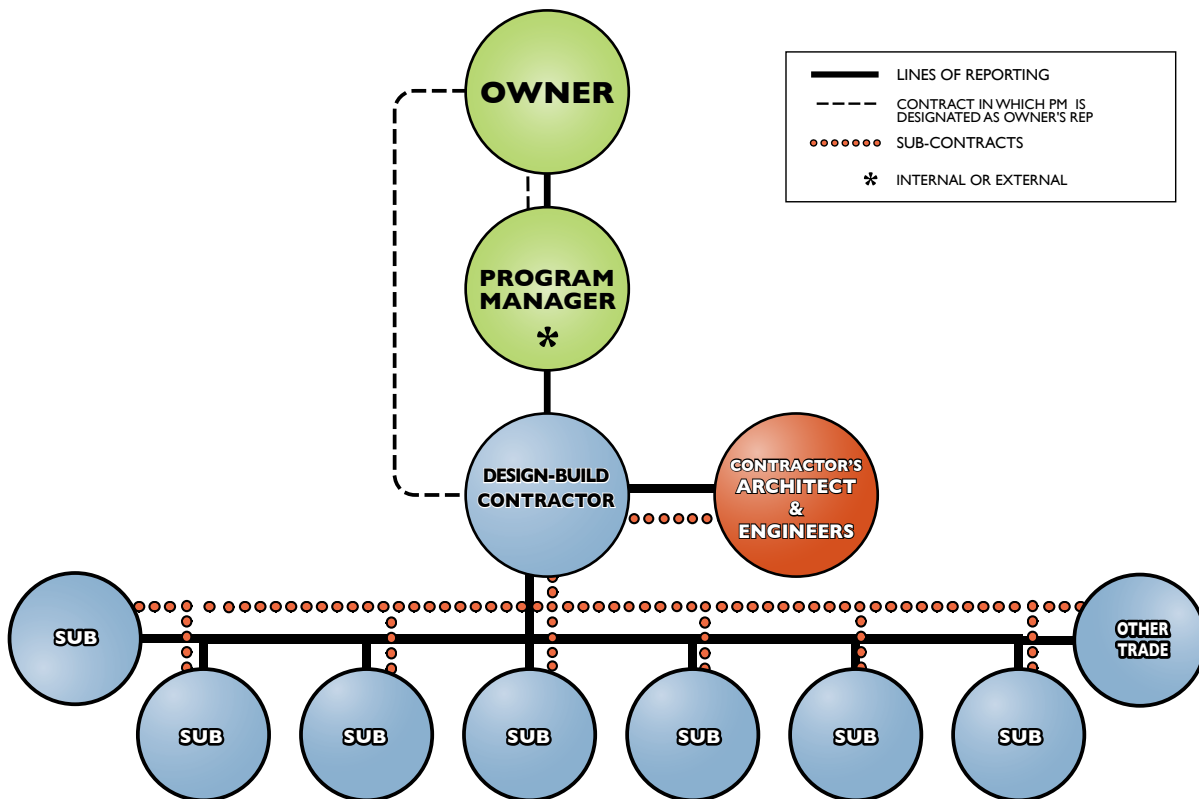 OWNER
LINES OF REPORTING
CONTRACT IN WHICH PM IS
DESIGNATED AS OWNER'S REP
SUB-CONTRACTS
* INTERNAL OR EXTERNAL
PROGRAM
MANAGER
*
DESIGN-BUILD
CONTRACTOR
CONTRACTOR'S
ARCHITECT
&
ENGINEERS
SUB
OTHER
TRADE
SUB
SUB
SUB
SUB
SUB
SUB